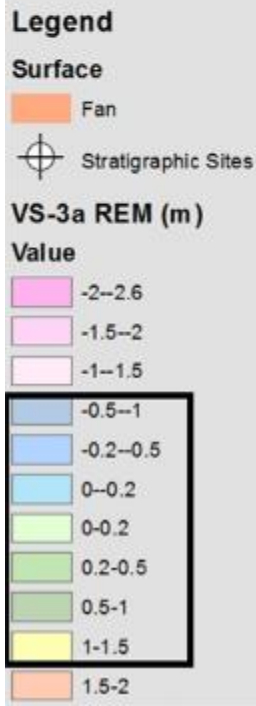 Legend
Surface
Fan
Stratigraphic Sites
VS-3a REM (m)
Value
-2--2.6
-1.5--2
-1--1.5
-0.5--1
-0.2--0.5
0--0.2
0-0.2
0.2-0.5
0.5-1
1-1.5
1.5-2